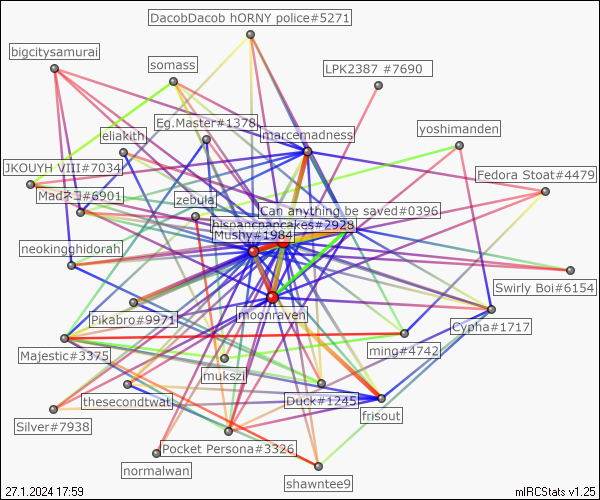 DacobDacob hORNY police#5271
bigcitysamurai
somass
LPK2387 #7690
Eg.Master#1378
yoshimanden
eliakith
marcemadness
JKOUYH VIII#7034
Fedora Stoat#4479
Madネコ#6901
zebula
Can anything be saved#0396
hispancpancakes#2928
Mushy#1984
neokingghidorah
Swirly Boi#6154
Pikabro#9971
moonraven
Cypha#1717
Majestic#3375
ming#4742
mukszi
thesecondtwat
Duck#1245
frisout
Silver#7938
Pocket Persona#3326
normalwan
shawntee9
27.1.2024 17:59
mIRCStats v1.25